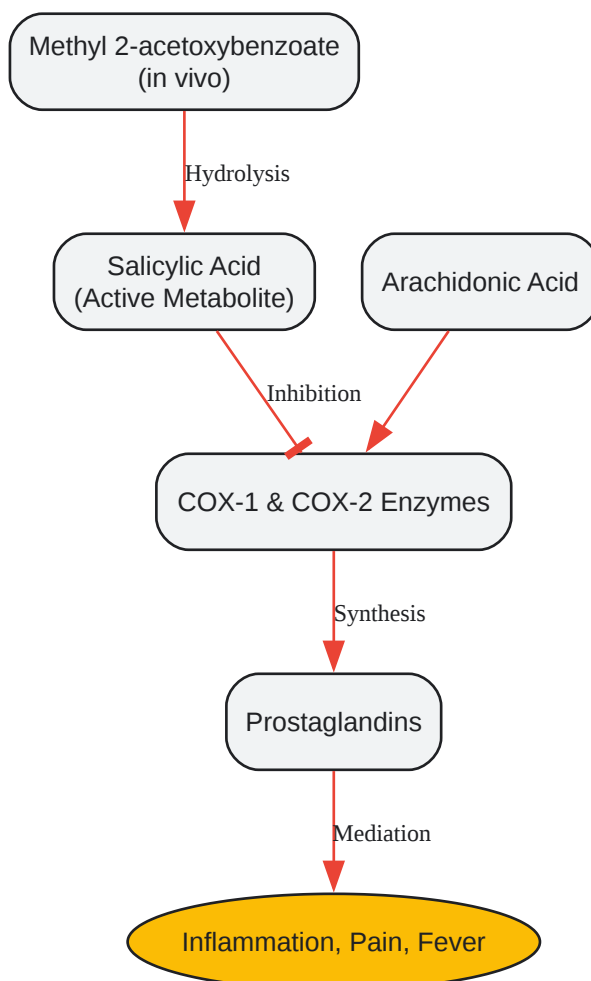 Methyl 2-acetoxybenzoate
(in vivo)
Hydrolysis
Salicylic Acid
(Active Metabolite)
Arachidonic Acid
Inhibition
COX-1 & COX-2 Enzymes
Synthesis
Prostaglandins
Mediation
Inflammation, Pain, Fever